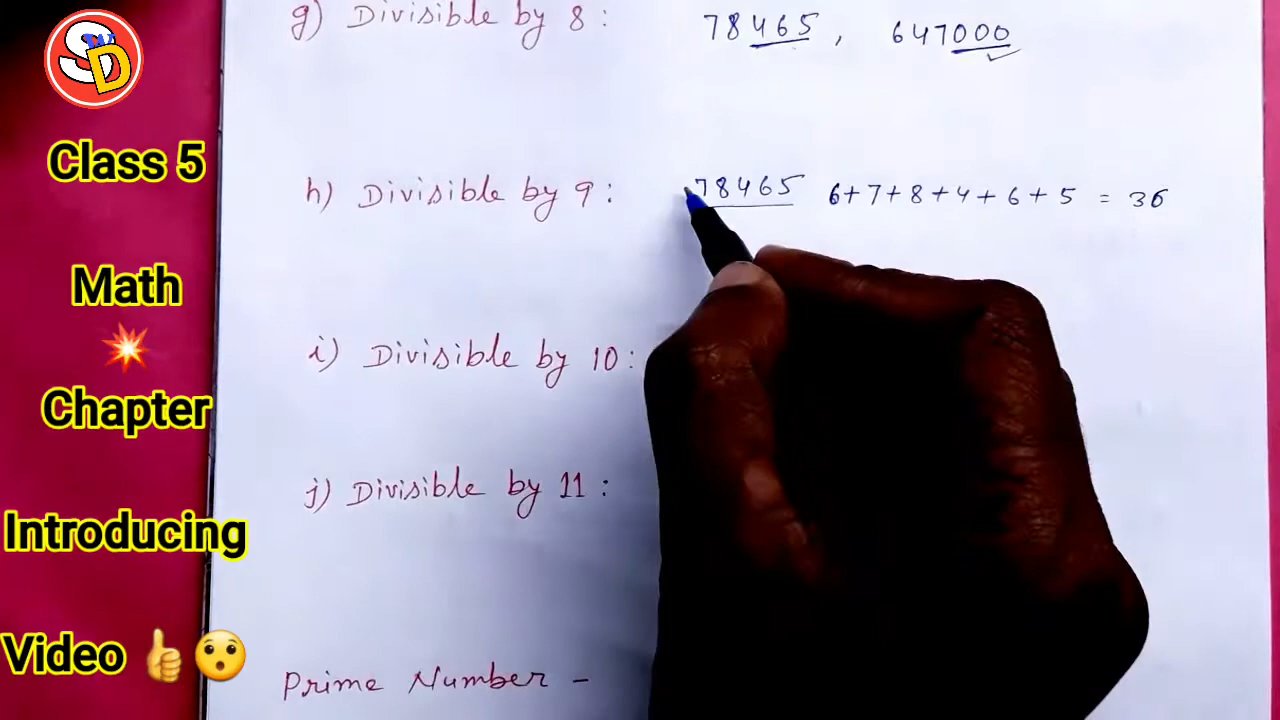 SWD
Class 5
Math
Chapter
Introducing
Video
g) Divisible by 8 : 78465 , 647000
h) Divisible by 9 : 78465 6+7+8+4+6+5 = 36
i) Divisible by 10 :
j) Divisible by 11 :
Prime Number -